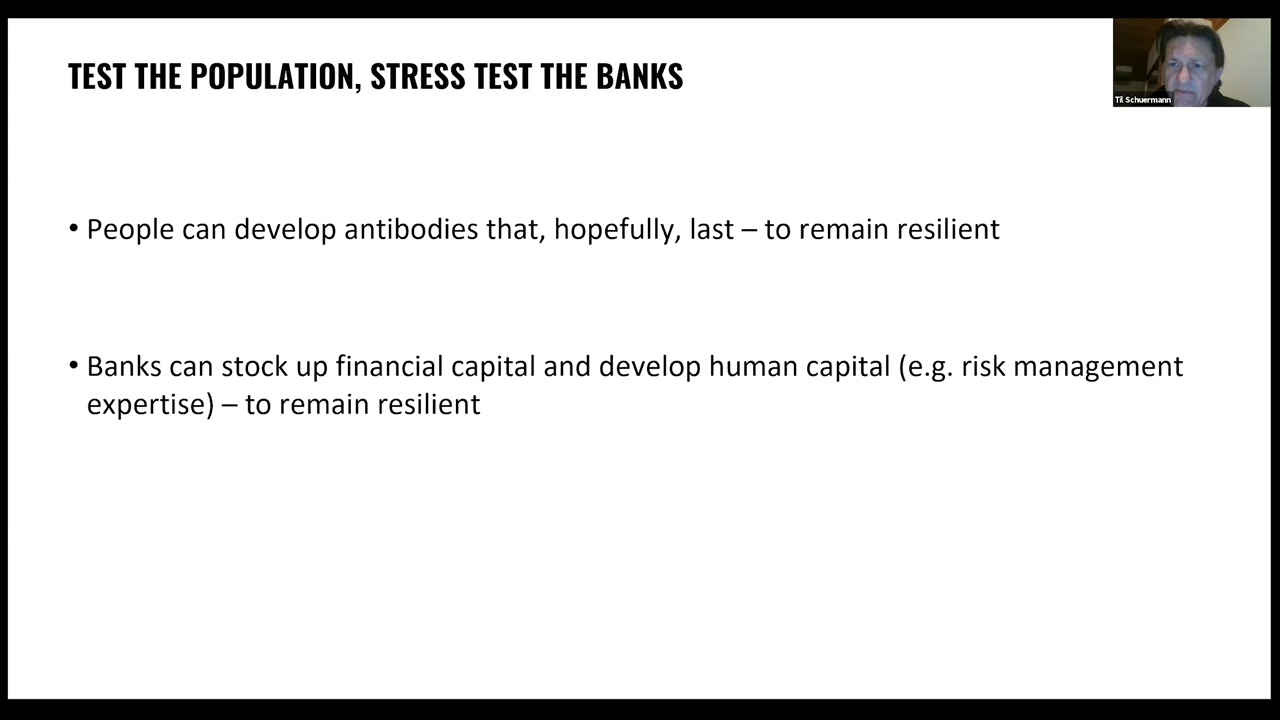 TEST THE POPULATION, STRESS TEST THE BANKS
Til Schuermann
• People can develop antibodies that, hopefully, last – to remain resilient
• Banks can stock up financial capital and develop human capital (e.g. risk management
expertise) – to remain resilient